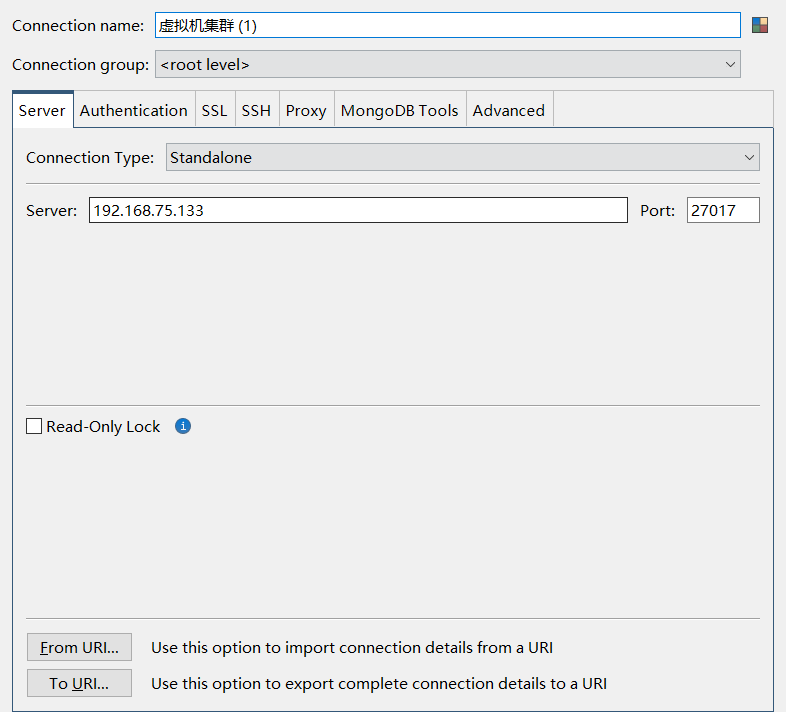 Connection name: 虚拟机集群 (1)
Connection group: <root level>
Server Authentication SSL SSH Proxy MongoDB Tools Advanced
Connection Type: Standalone
Server: 192.168.75.133 Port: 27017
Read-Only Lock i
From URI... Use this option to import connection details from a URI
To URI... Use this option to export complete connection details to a URI